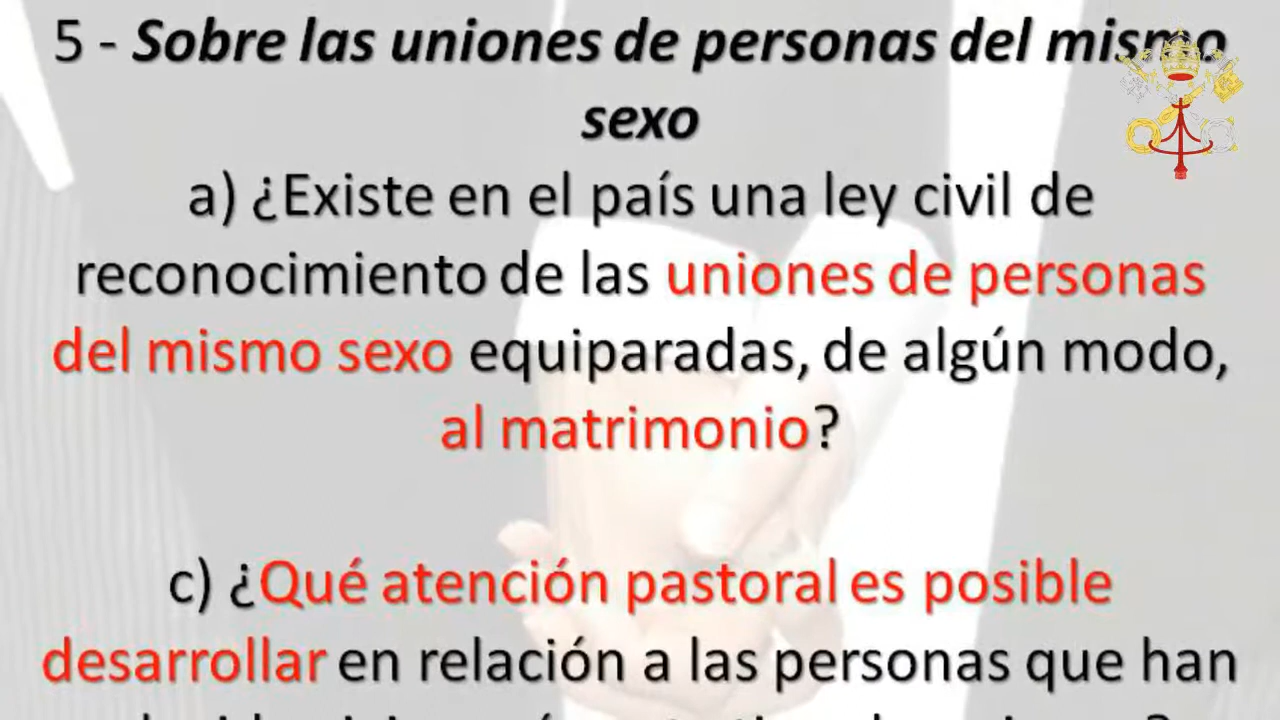 5 - Sobre las uniones de personas del mismo
sexo
a) ¿Existe en el país una ley civil de
reconocimiento de las uniones de personas
del mismo sexo equiparadas, de algún modo,
al matrimonio?
c) ¿Qué atención pastoral es posible
desarrollar en relación a las personas que han